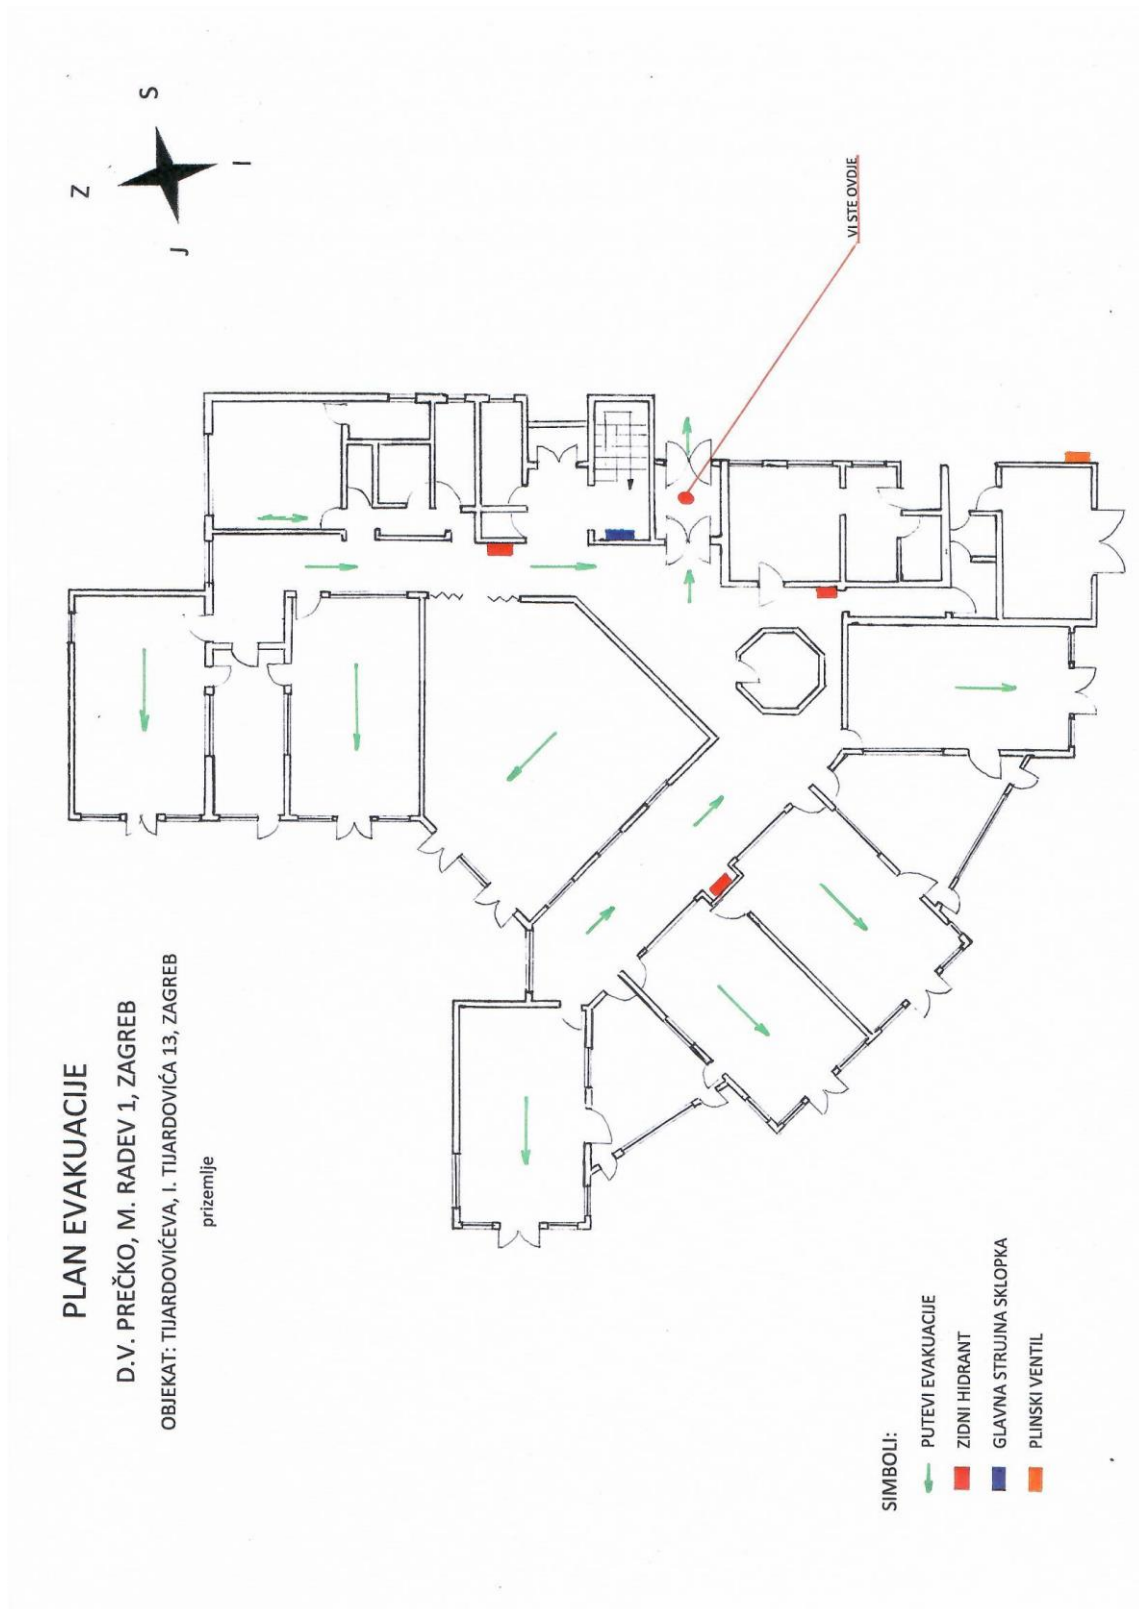 PLAN EVAKUACIJE
D.V. PREČKO, M. RADEV 1, ZAGREB
OBJEKAT: TIJARDOVIĆEVA, I. TIJARDOVIĆA 13, ZAGREB
prizemlje
Z
S
J
I
VI STE OVDJE
SIMBOLI:
PUTEVI EVAKUACIJE
ZIDNI HIDRANT
GLAVNA STRUJNA SKLOPKA
PLINSKI VENTIL